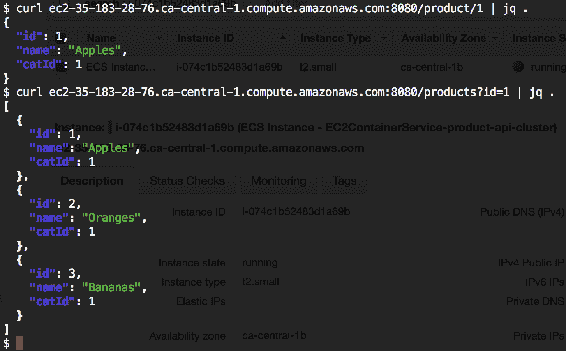 $ curl ec2-35-183-28-76.ca-central-1.compute.amazonaws.com:8080/product/1 | jq .
{
"id": 1,
Name Instance ID Instance Type Availability Zone Instance S
"name": "Apples",
"catId": 1
ECS Instanc... i-074c1b52483d1a69b t2.small ca-central-1b running
}
$ curl ec2-35-183-28-76.ca-central-1.compute.amazonaws.com:8080/products?id=1 | jq .
[
{
Instance: i-074c1b52483d1a69b (ECS Instance - EC2ContainerService-product-api-cluster)
"id": 1,
"name": "Apples",
76.ca-central-1.compute.amazonaws.com
"catId": 1
},
Description Status Checks Monitoring Tags
{
"id": 2,
Instance ID i-074c1b52483d1a69b Public DNS (IPv4)
"name": "Oranges",
"catId": 1
},
{
Instance state running IPv4 Public IP
"id": 3,
Instance type t2.small IPv6 IPs
"name": "Bananas",
"catId": 1
Elastic IPs Private DNS
}
Availability zone ca-central-1b Private IPs
]
$